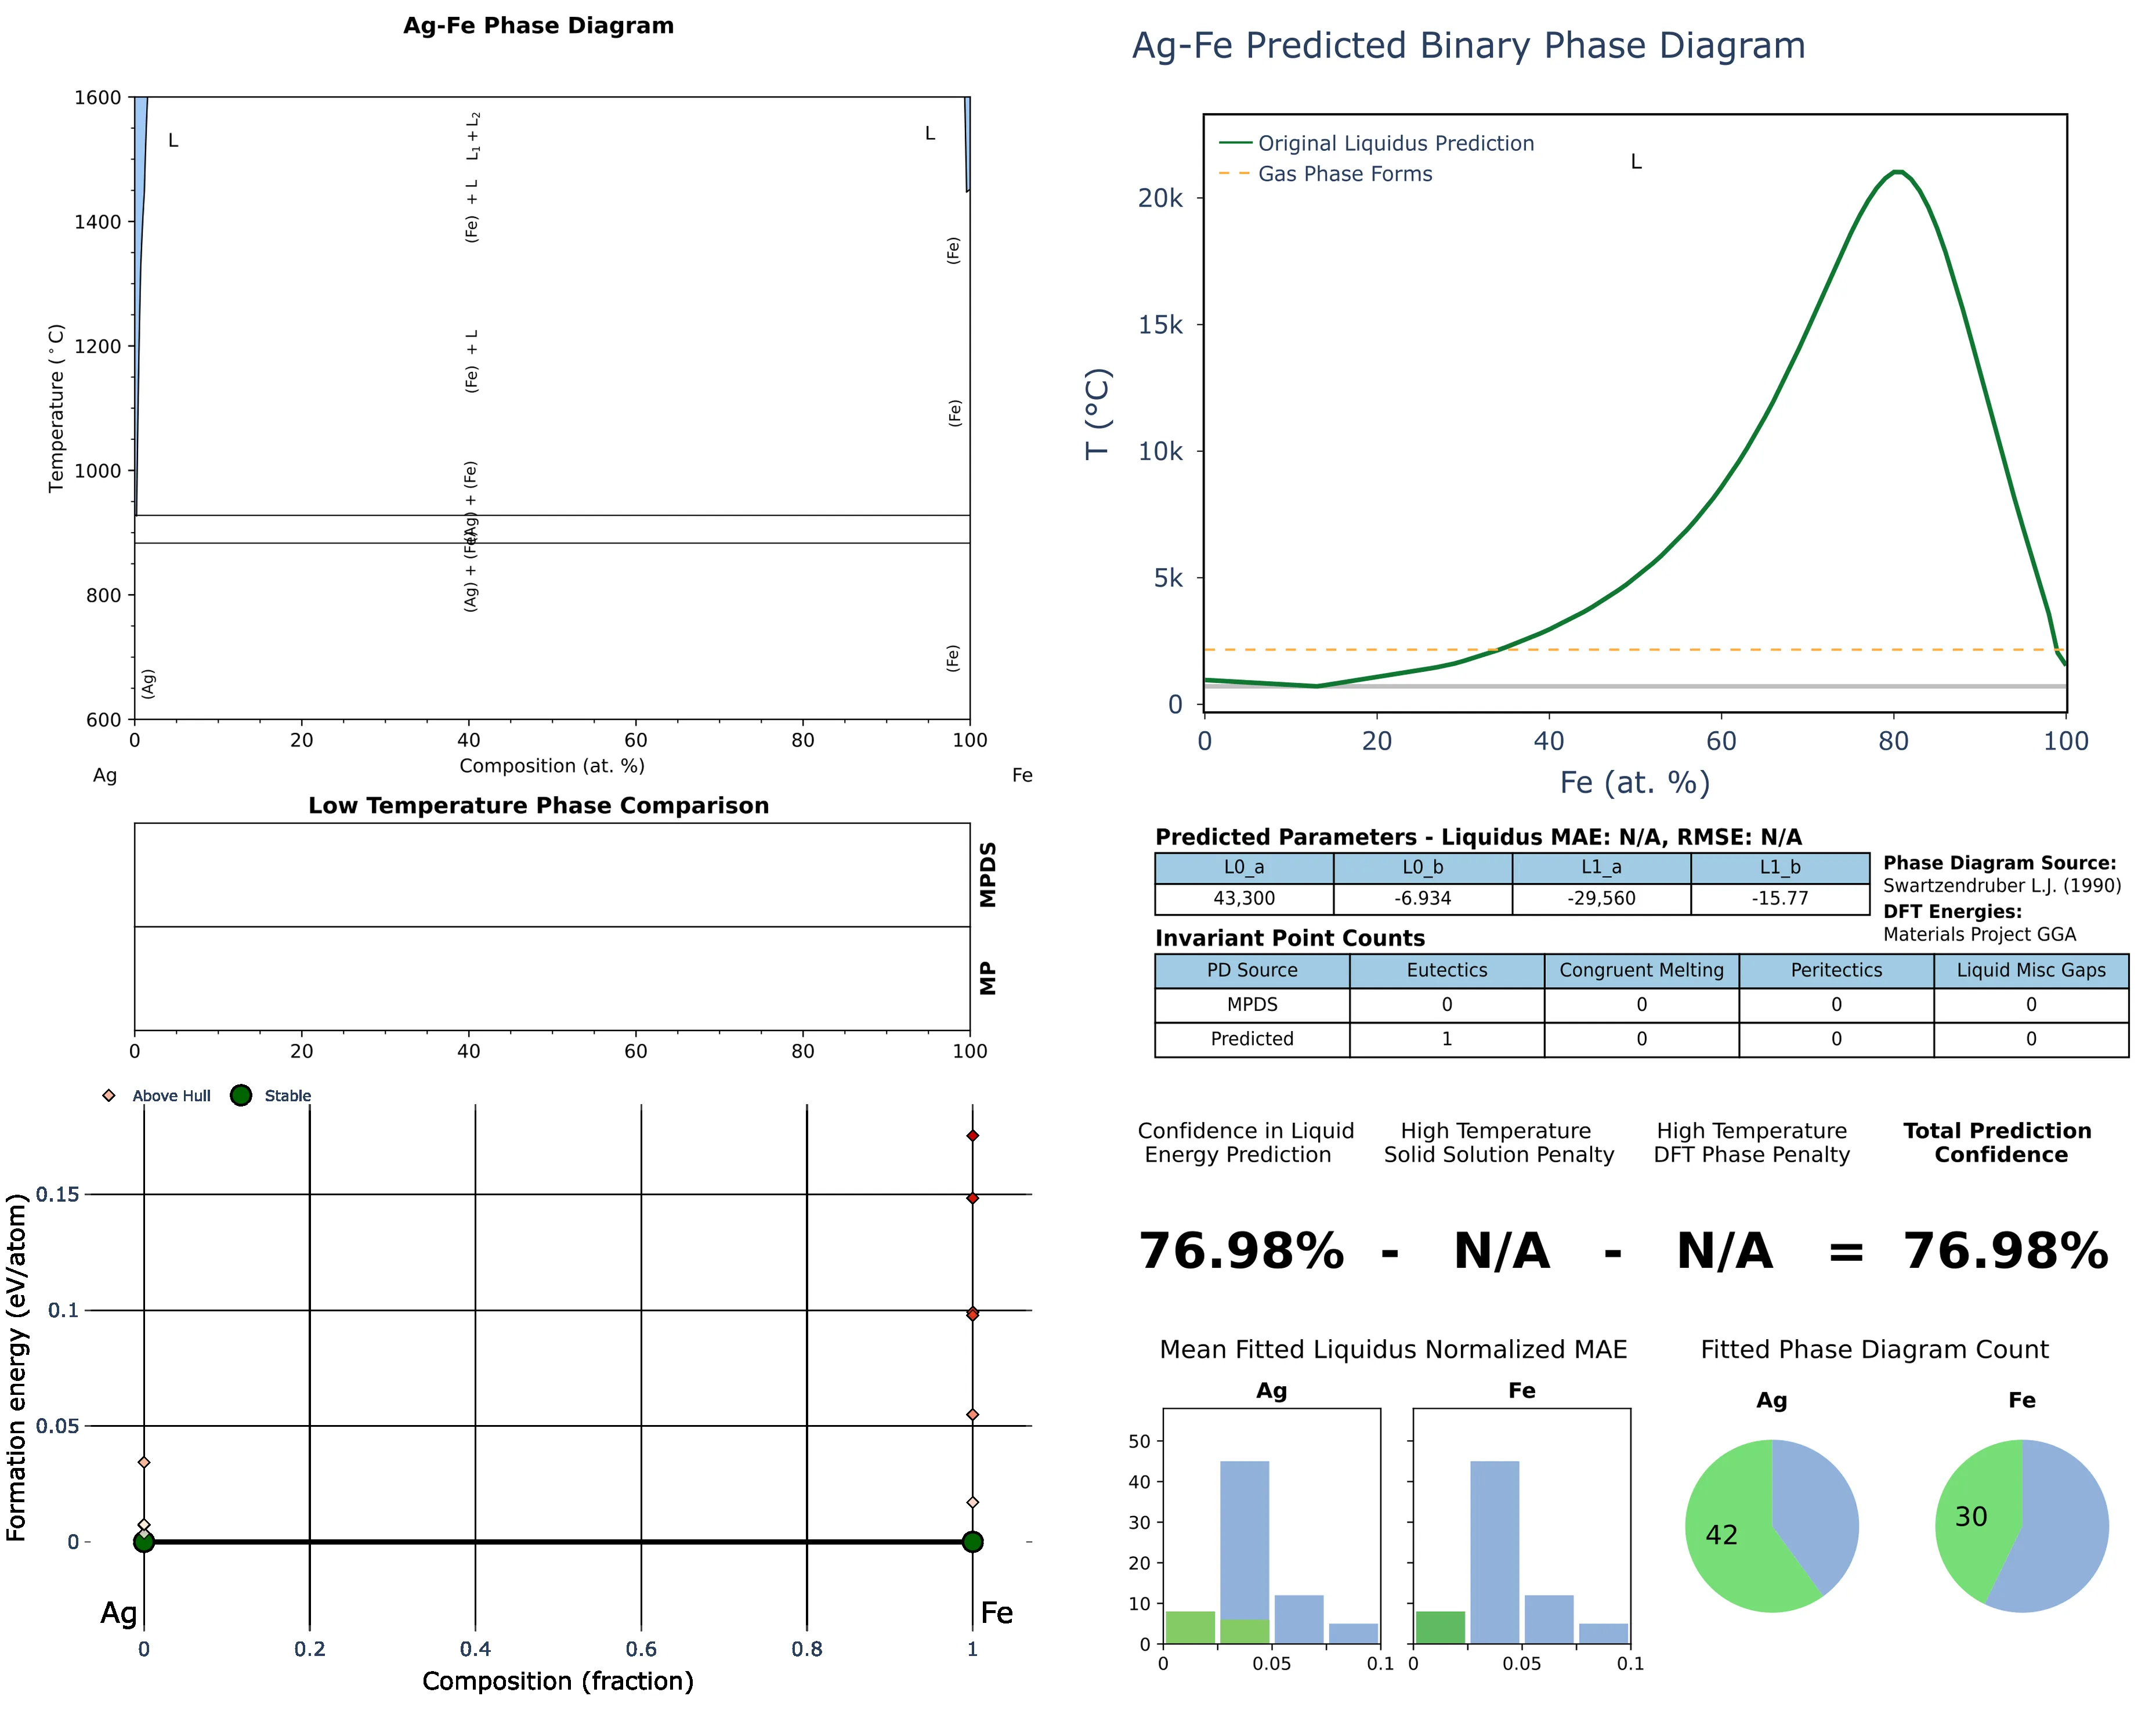 Ag-Fe Phase Diagram
1600
1400
1200
1000
800
600
Temperature (°C)
L
L
L₁ + L₂
(Fe) + L
(Fe) + L
(Ag) + (Fe)
(Ag) + (Fe)
(Fe)
(Fe)
(Fe)
(Ag)
0 20 40 60 80 100
Composition (at. %)
Ag Fe
Low Temperature Phase Comparison
MPDS
MP
0 20 40 60 80 100
Above Hull Stable
0.15
0.1
0.05
0
Formation energy (eV/atom)
Ag Fe
0 0.2 0.4 0.6 0.8 1
Composition (fraction)
Ag-Fe Predicted Binary Phase Diagram
Original Liquidus Prediction
Gas Phase Forms
L
20k
15k
10k
5k
0
T (°C)
0 20 40 60 80 100
Fe (at. %)
Predicted Parameters - Liquidus MAE: N/A, RMSE: N/A
L0_a L0_b L1_a L1_b
43,300 -6.934 -29,560 -15.77
Phase Diagram Source:
Swartzendruber L.J. (1990)
DFT Energies:
Materials Project GGA
Invariant Point Counts
PD Source Eutectics Congruent Melting Peritectics Liquid Misc Gaps
MPDS 0 0 0 0
Predicted 1 0 0 0
Confidence in Liquid
Energy Prediction
High Temperature
Solid Solution Penalty
High Temperature
DFT Phase Penalty
Total Prediction
Confidence
76.98% - N/A - N/A = 76.98%
Mean Fitted Liquidus Normalized MAE
Ag Fe
50
40
30
20
10
0
0 0.05 0.1
0 0.05 0.1
Fitted Phase Diagram Count
Ag Fe
42 30